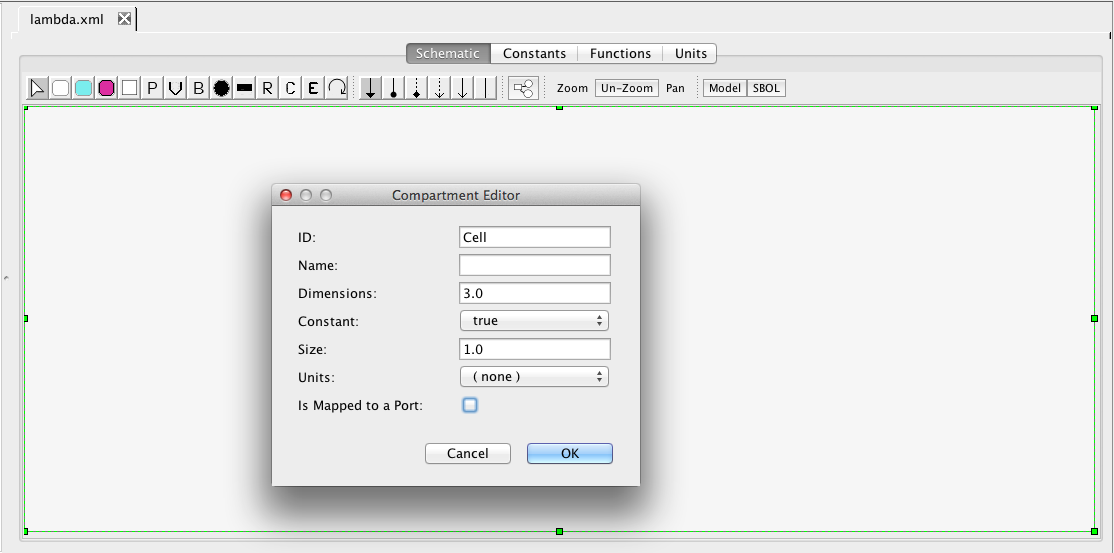 lambda.xml
Schematic Constants Functions Units
P V B R C E Zoom Un-Zoom Pan Model SBOL
Compartment Editor
ID: Cell
Name:
Dimensions: 3.0
Constant: true
Size: 1.0
Units: ( none )
Is Mapped to a Port:
Cancel OK